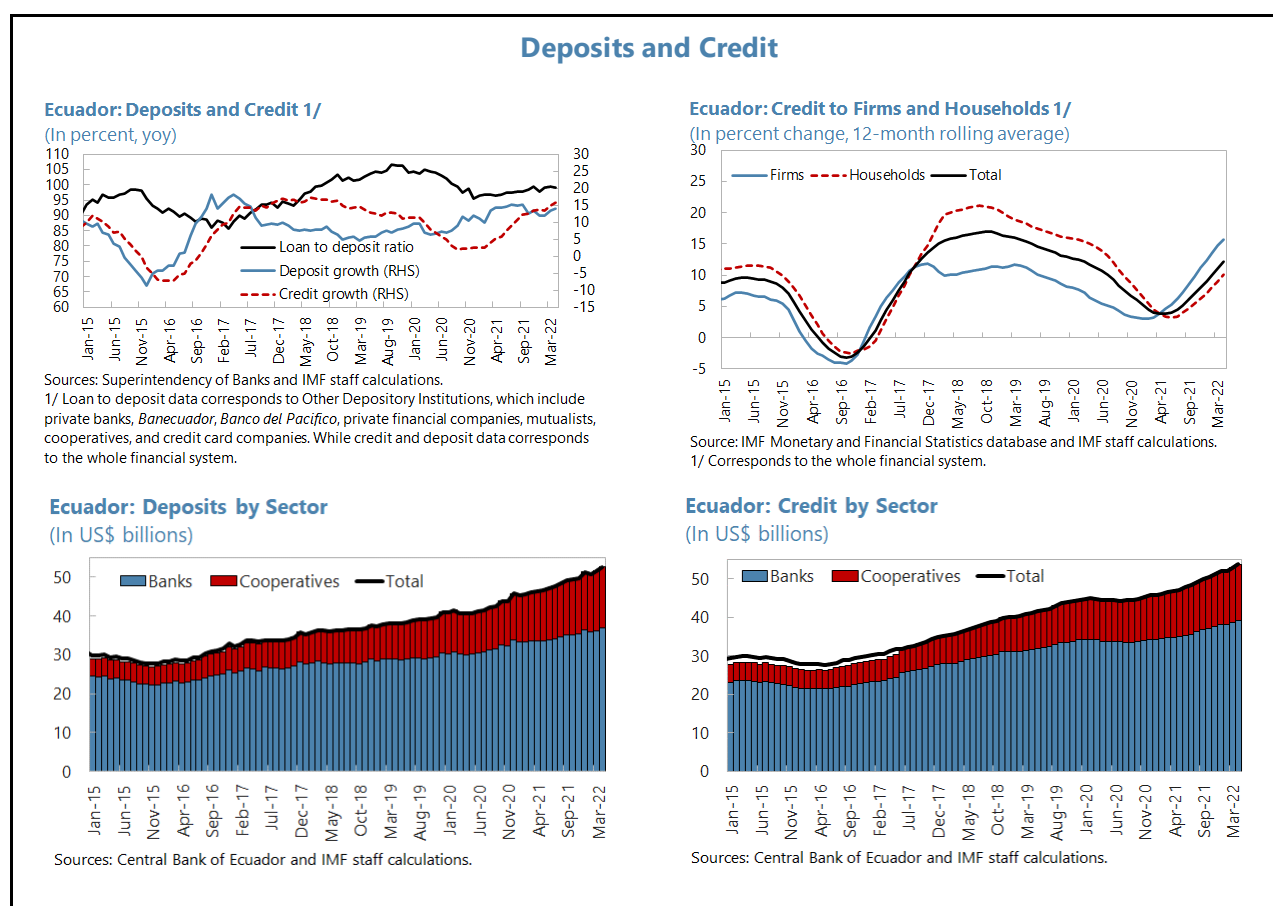 Deposits and Credit
Ecuador: Deposits and Credit 1/
(In percent, yoy)
110
105
100
95
90
85
80
75
70
65
60
30
25
20
15
10
5
0
-5
-10
-15
Loan to deposit ratio
Deposit growth (RHS)
Credit growth (RHS)
Jan-15
Jun-15
Nov-15
Apr-16
Sep-16
Feb-17
Jul-17
Dec-17
May-18
Oct-18
Mar-19
Aug-19
Jan-20
Jun-20
Nov-20
Apr-21
Sep-21
Mar-22
Sources: Superintendency of Banks and IMF staff calculations.
1/ Loan to deposit data corresponds to Other Depository Institutions, which include
private banks, Banecuador, Banco del Pacifico, private financial companies, mutualists,
cooperatives, and credit card companies. While credit and deposit data corresponds
to the whole financial system.
Ecuador: Credit to Firms and Households 1/
(In percent change, 12-month rolling average)
30
25
20
15
10
5
0
-5
Firms
Households
Total
Jan-15
Jun-15
Nov-15
Apr-16
Sep-16
Feb-17
Jul-17
Dec-17
May-18
Oct-18
Mar-19
Aug-19
Jan-20
Jun-20
Nov-20
Apr-21
Sep-21
Mar-22
Source: IMF Monetary and Financial Statistics database and IMF staff calculations.
1/ Corresponds to the whole financial system.
Ecuador: Deposits by Sector
(In US$ billions)
50
40
30
20
10
0
Banks
Cooperatives
Total
Jan-15
Jun-15
Nov-15
Apr-16
Sep-16
Feb-17
Jul-17
Dec-17
May-18
Oct-18
Mar-19
Aug-19
Jan-20
Jun-20
Nov-20
Apr-21
Sep-21
Mar-22
Sources: Central Bank of Ecuador and IMF staff calculations.
Ecuador: Credit by Sector
(In US$ billions)
50
40
30
20
10
0
Banks
Cooperatives
Total
Jan-15
Jun-15
Nov-15
Apr-16
Sep-16
Feb-17
Jul-17
Dec-17
May-18
Oct-18
Mar-19
Aug-19
Jan-20
Jun-20
Nov-20
Apr-21
Sep-21
Mar-22
Sources: Central Bank of Ecuador and IMF staff calculations.